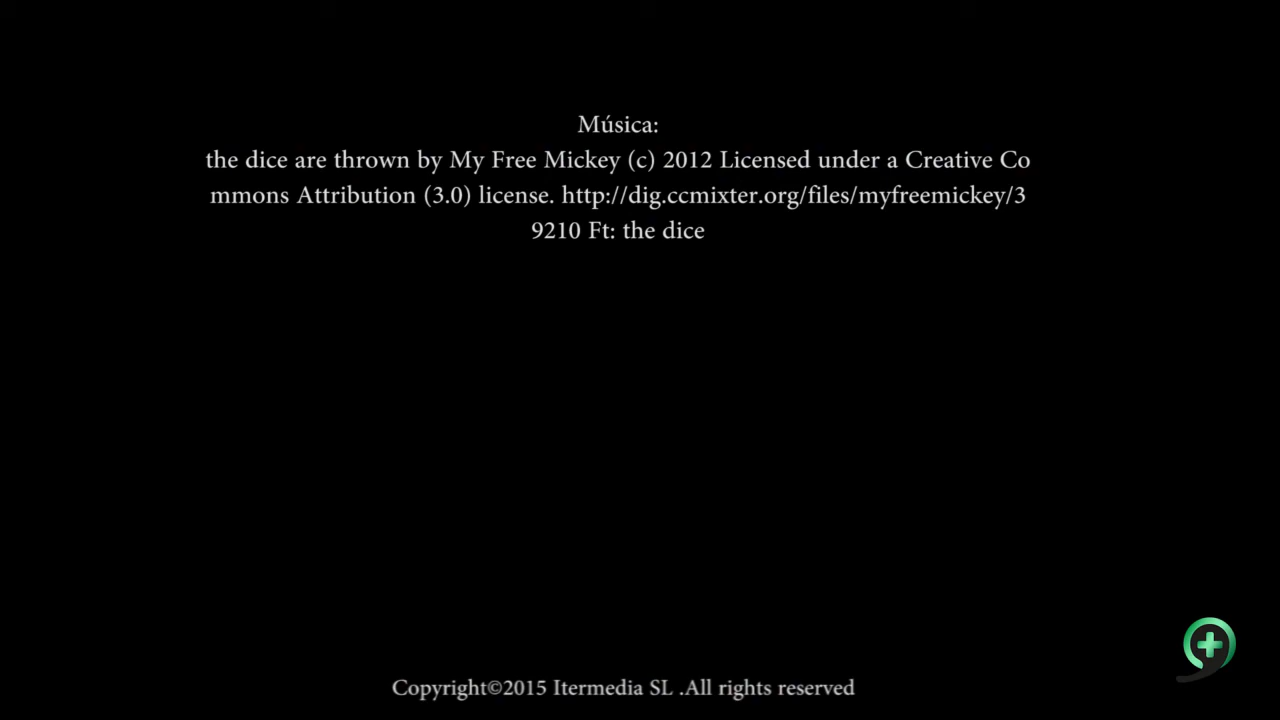 Música:
the dice are thrown by My Free Mickey (c) 2012 Licensed under a Creative Co
mmons Attribution (3.0) license. http://dig.ccmixter.org/files/myfreemickey/3
9210 Ft: the dice
Copyright©2015 Itermedia SL .All rights reserved